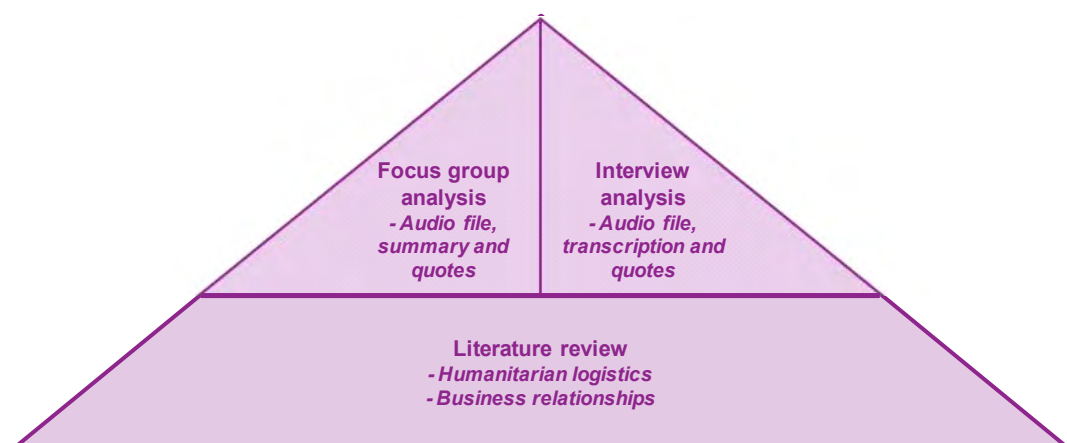 Focus group
analysis
- Audio file,
summary and
quotes
Interview
analysis
- Audio file,
transcription and
quotes
Literature review
- Humanitarian logistics
- Business relationships